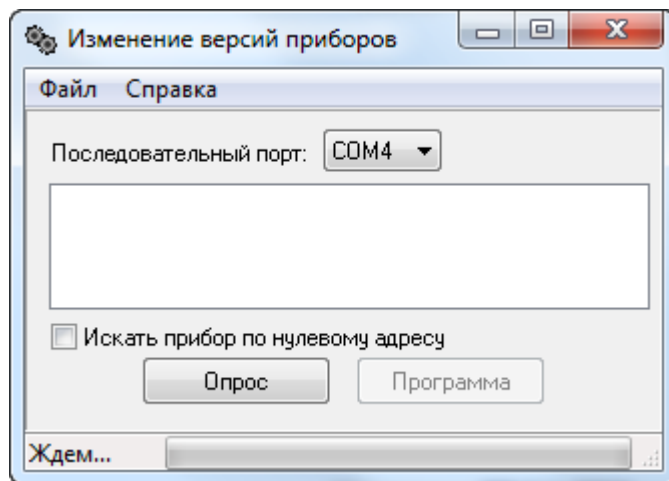 Изменение версий приборов
Файл Справка
Последовательный порт: COM4
Искать прибор по нулевому адресу
Опрос Программа
Ждем...